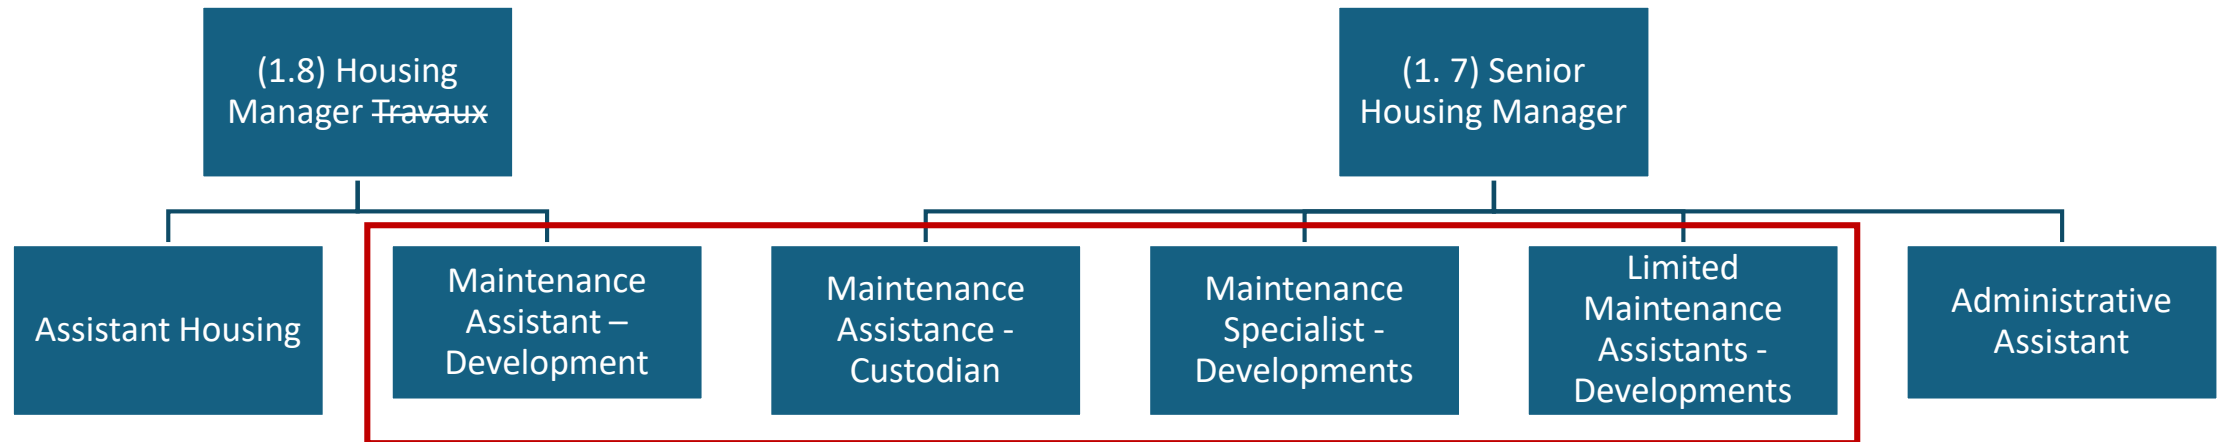 (1.8) Housing
Manager Travaux
(1. 7) Senior
Housing Manager
Assistant Housing
Maintenance
Assistant –
Development
Maintenance
Assistance -
Custodian
Maintenance
Specialist -
Developments
Limited
Maintenance
Assistants -
Developments
Administrative
Assistant